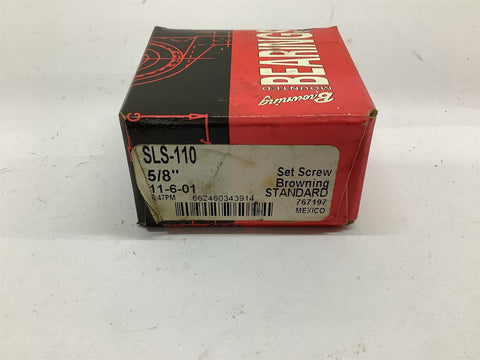 BEARINGS
MOUNTED
Browning
SLS-110
5/8"
11-6-01
662460343914
Set Screw
Browning
STANDARD
767197
MEXICO